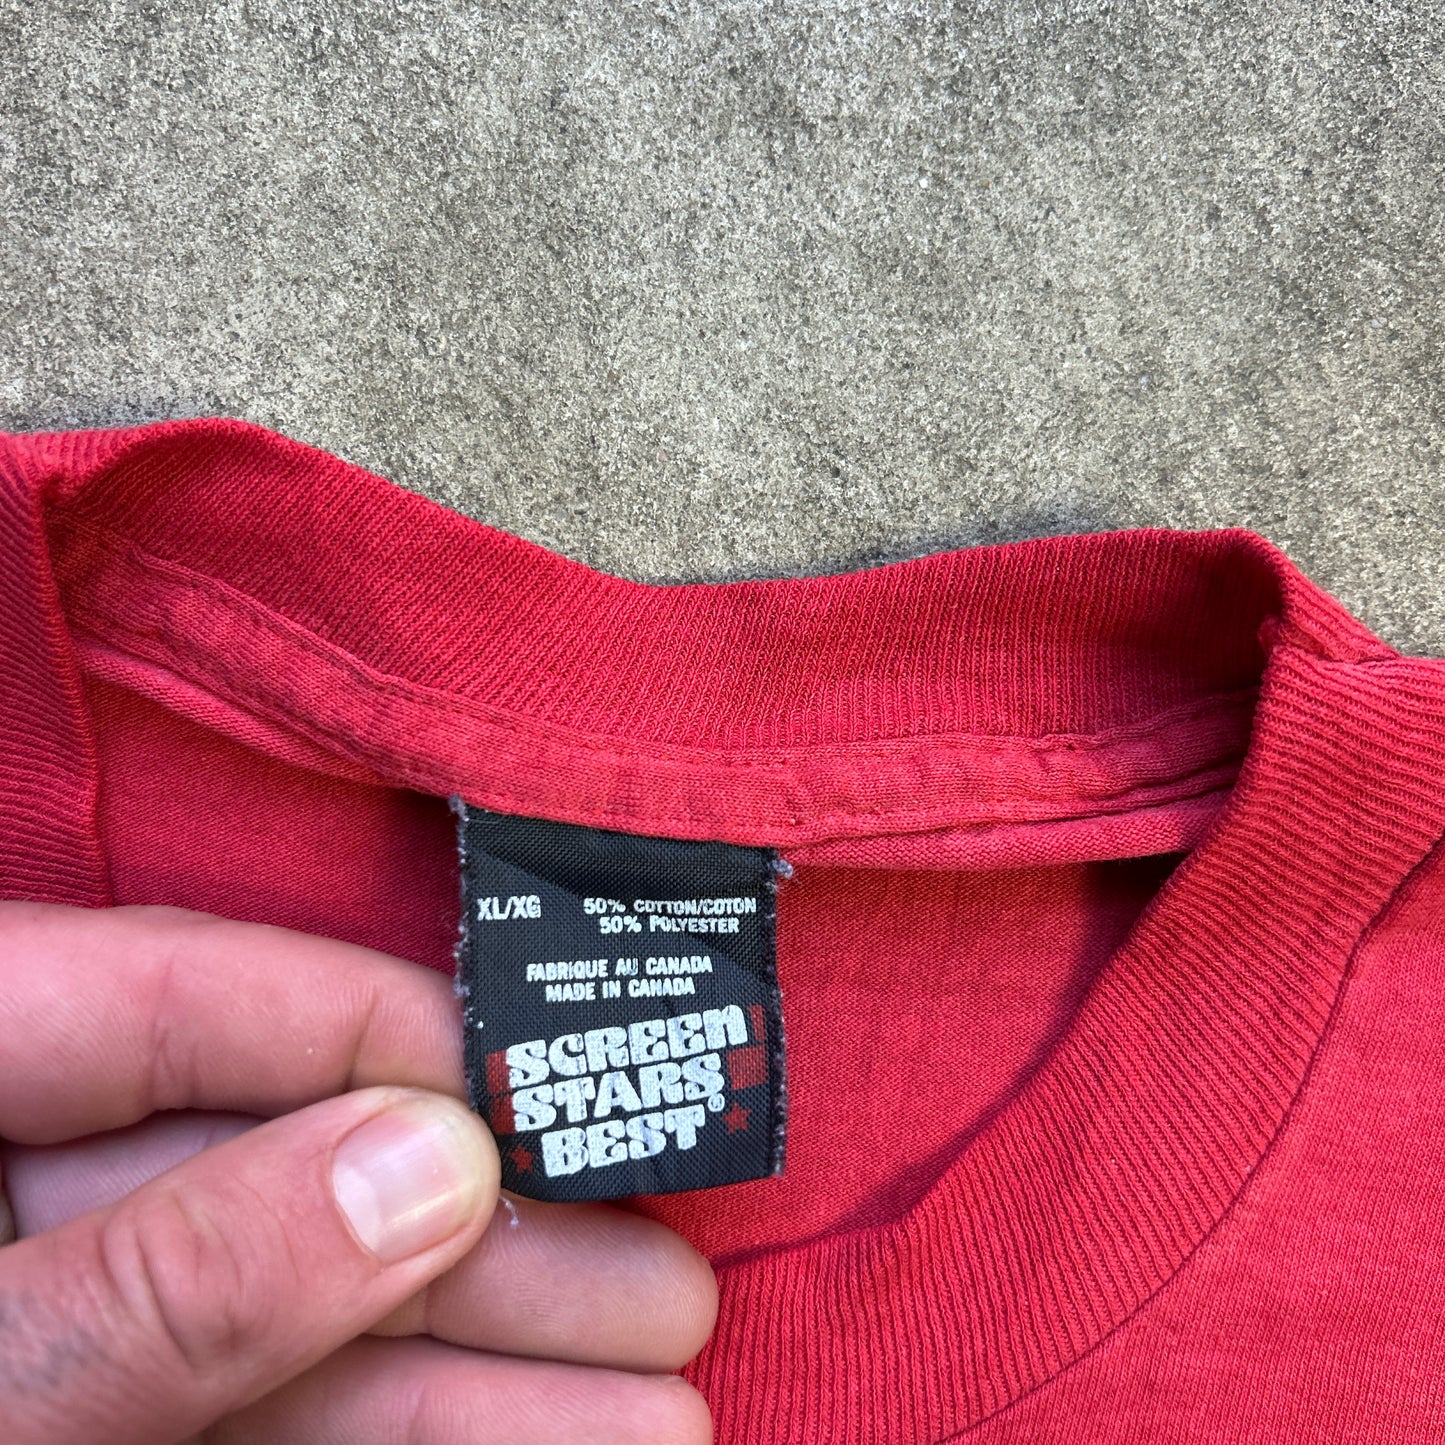 XL/XG 50% COTTON/COTON
50% POLYESTER
FABRIQUE AU CANADA
MADE IN CANADA
SCREEN
STARS
BEST®